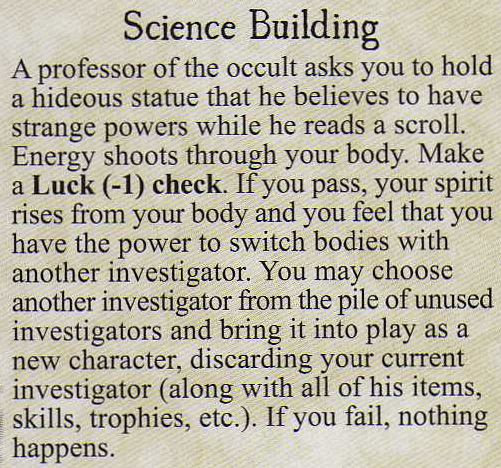 Science Building
A professor of the occult asks you to hold
a hideous statue that he believes to have
strange powers while he reads a scroll.
Energy shoots through your body. Make
a Luck (-1) check. If you pass, your spirit
rises from your body and you feel that you
have the power to switch bodies with
another investigator. You may choose
another investigator from the pile of unused
investigators and bring it into play as a
new character, discarding your current
investigator (along with all of his items,
skills, trophies, etc.). If you fail, nothing
happens.